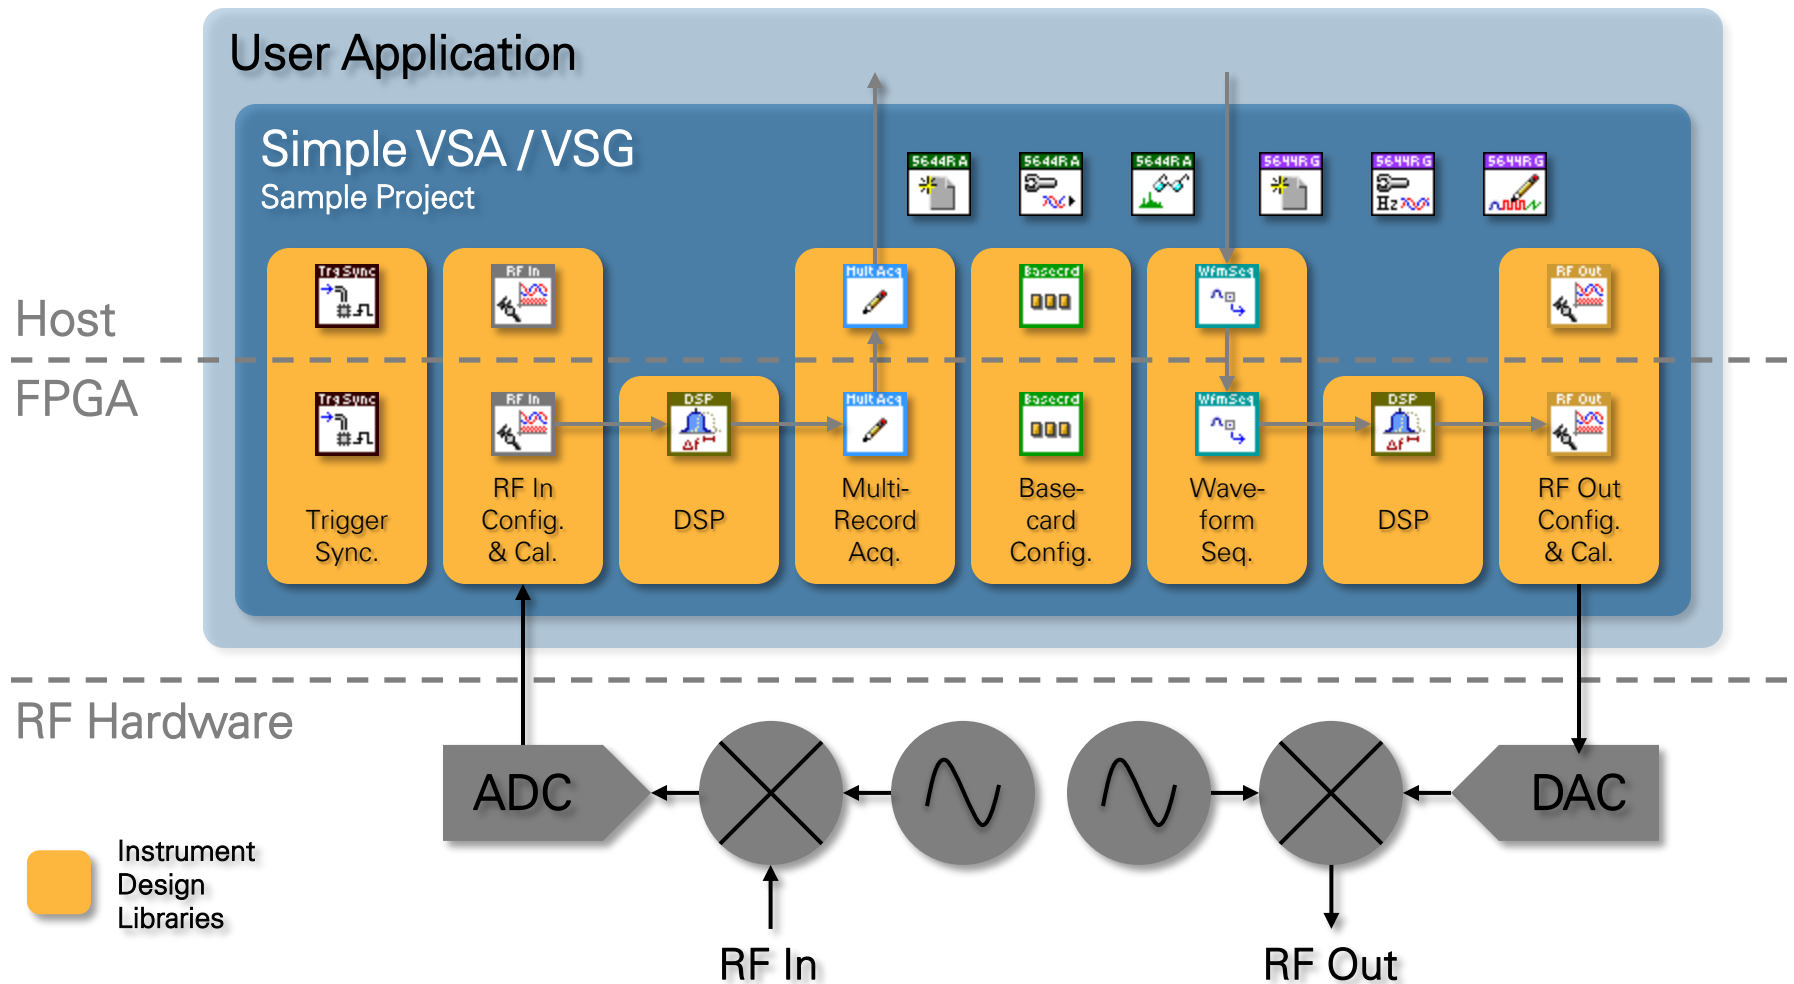 User Application
Simple VSA / VSG
Sample Project
5644R A
5644R A
5644R A
5644R G
5644R G
Hz
5644R G
Host
FPGA
Trg Sync
RF In
Mult Acq
Basecrd
WfmSeq
RF Out
Trg Sync
RF In
DSP
Δf
Mult Acq
Basecrd
WfmSeq
DSP
Δf
RF Out
Trigger
Sync.
RF In
Config.
& Cal.
DSP
Multi-
Record
Acq.
Base-
card
Config.
Wave-
form
Seq.
DSP
RF Out
Config.
& Cal.
RF Hardware
ADC
DAC
Instrument
Design
Libraries
RF In
RF Out